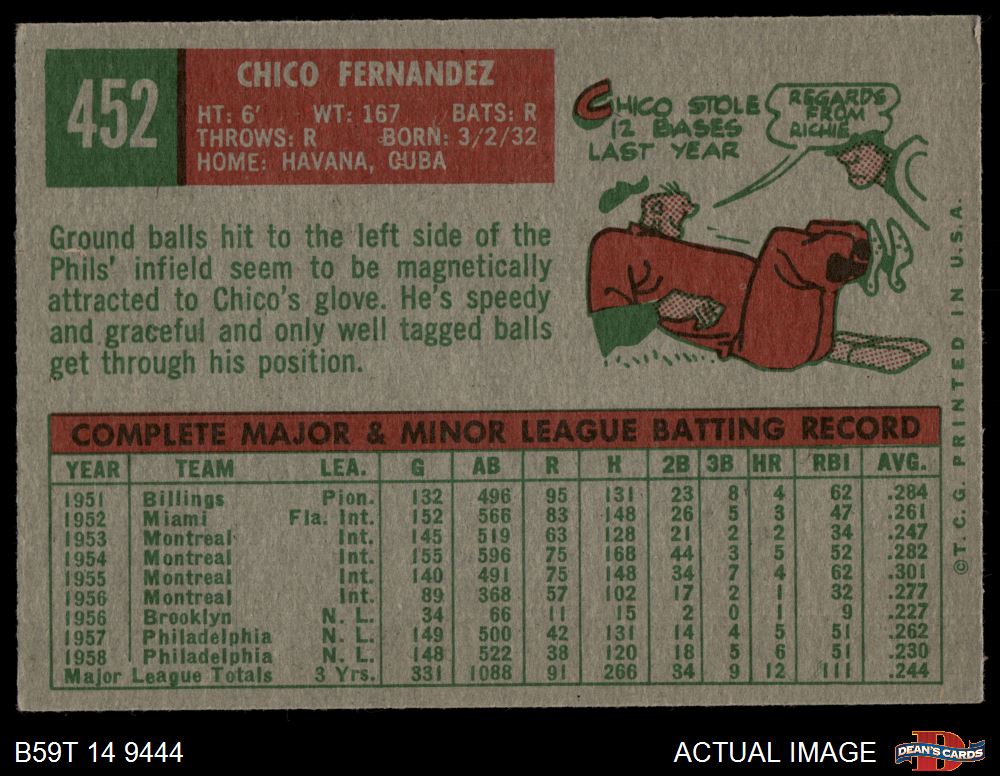 452
CHICO FERNANDEZ
HT: 6' WT: 167 BATS: R
THROWS: R BORN: 3/2/32
HOME: HAVANA, CUBA
CHICO STOLE
12 BASES
LAST YEAR
REGARDS
FROM
RICHIE
Ground balls hit to the left side of the
Phils' infield seem to be magnetically
attracted to Chico's glove. He's speedy
and graceful and only well tagged balls
get through his position.
COMPLETE MAJOR & MINOR LEAGUE BATTING RECORD
YEAR TEAM LEA. G AB R H 2B 3B HR RBI AVG.
1951 Billings Pion. 132 496 95 131 23 8 4 62 .284
1952 Miami Fla. Int. 152 566 83 148 26 5 3 47 .261
1953 Montreal Int. 145 519 63 128 21 2 2 34 .247
1954 Montreal Int. 155 596 75 168 44 3 5 52 .282
1955 Montreal Int. 140 491 75 148 34 7 4 62 .301
1956 Montreal Int. 89 368 57 102 17 2 1 32 .277
1956 Brooklyn N. L. 34 66 11 15 2 0 1 9 .227
1957 Philadelphia N. L. 149 500 42 131 14 4 5 51 .262
1958 Philadelphia N. L. 148 522 38 120 18 5 6 51 .230
Major League Totals 3 Yrs. 331 1088 91 266 34 9 12 111 .244
©T. C. G. PRINTED IN U.S.A.
B59T 14 9444
ACTUAL IMAGE
D
DEAN'S CARDS